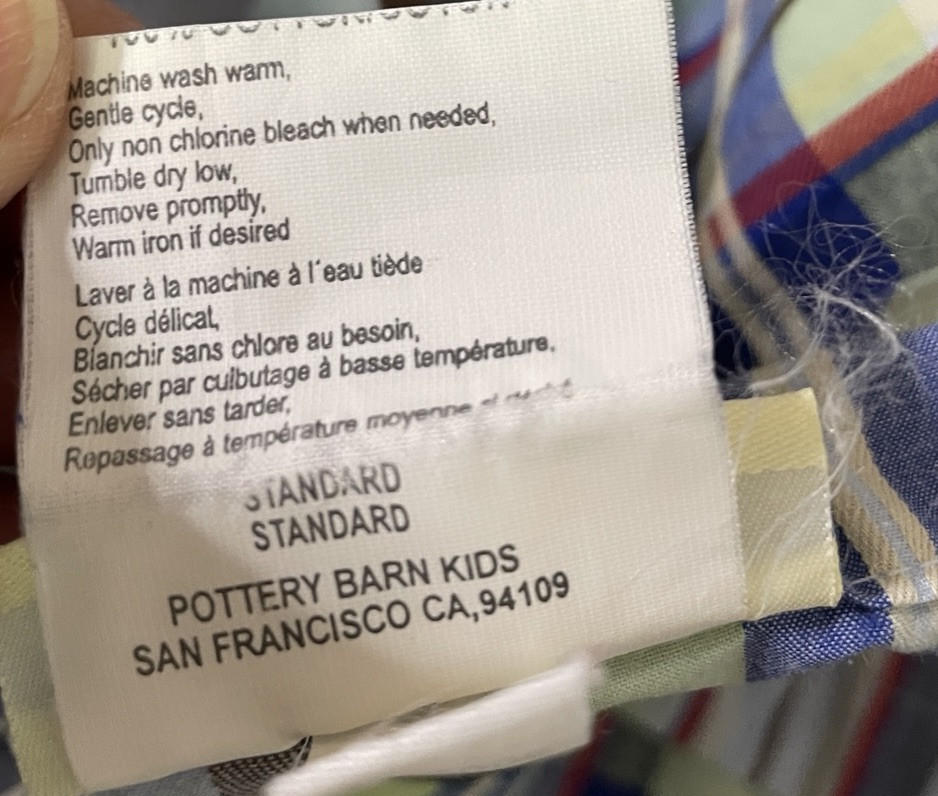 Machine wash warm,
Gentle cycle,
Only non chlorine bleach when needed,
Tumble dry low,
Remove promptly,
Warm iron if desired
Laver à la machine à l'eau tiède
Cycle délicat,
Blanchir sans chlore au besoin,
Sécher par culbutage à basse température,
Enlever sans tarder,
Repassage à température moyenne
STANDARD
STANDARD
POTTERY BARN KIDS
SAN FRANCISCO CA,94109